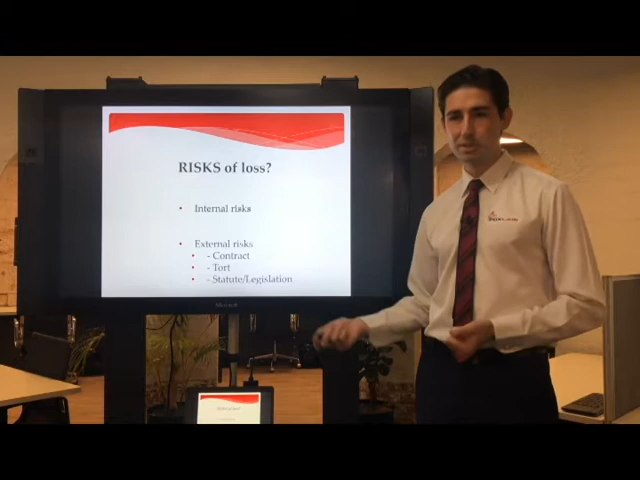 RISKS of loss?
• Internal risks
• External risks
• - Contract
• - Tort
• - Statute/Legislation